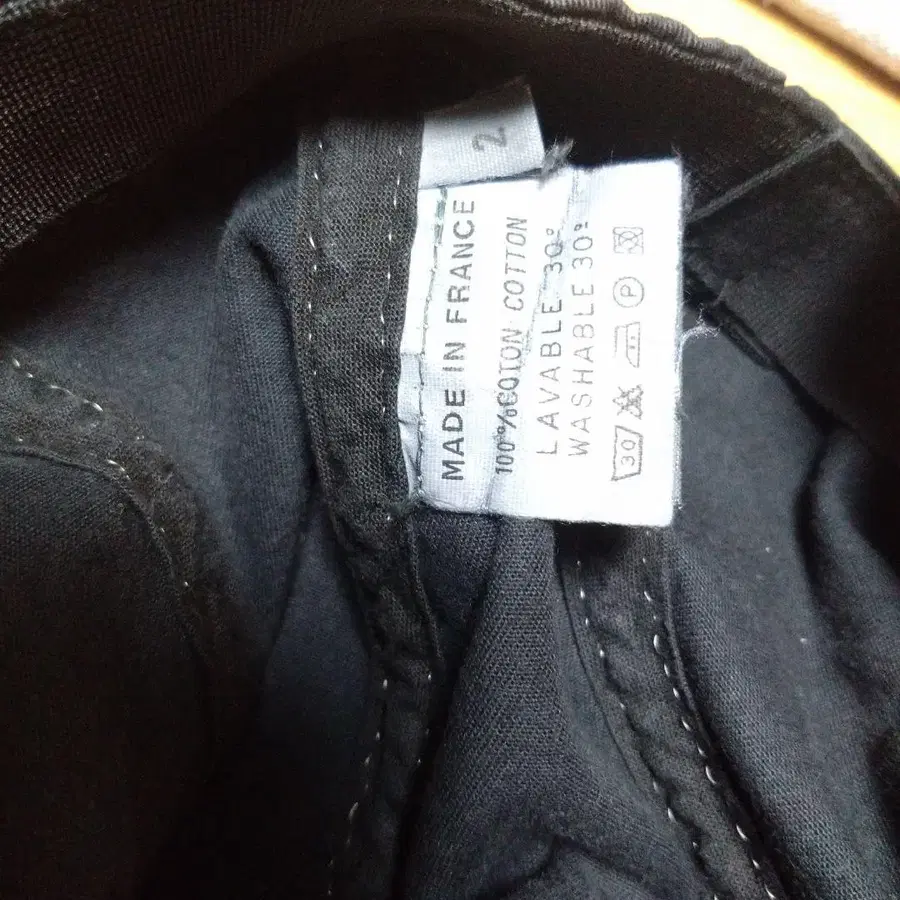 2
MADE IN FRANCE
100% COTON COTTON
LAVABLE 30°
WASHABLE 30°
30 P